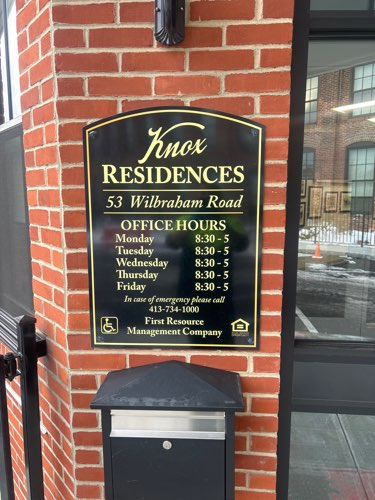 Knox
RESIDENCES
53 Wilbraham Road
OFFICE HOURS
Monday 8:30 - 5
Tuesday 8:30 - 5
Wednesday 8:30 - 5
Thursday 8:30 - 5
Friday 8:30 - 5
In case of emergency please call
413-734-1000
First Resource
Management Company